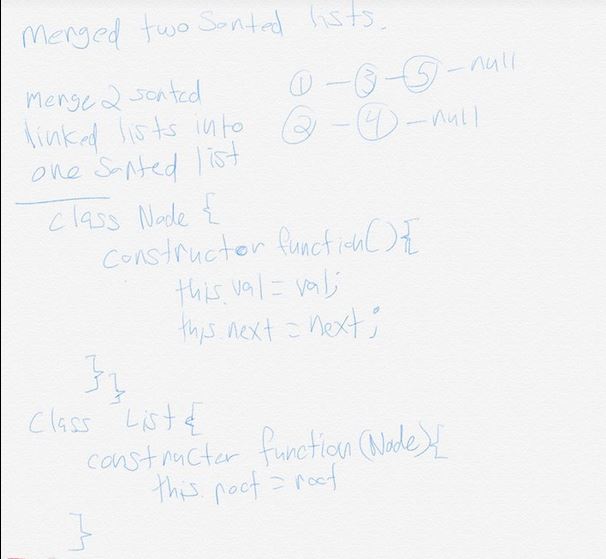 Merged two Sorted lists.
① - ③ - ⑤ - null
② - ④ - null
merge 2 sorted
linked lists into
one Sorted list
class Node {
constructor function() {
this.val = val;
this.next = next;
}}
Class List {
constructor function (Node) {
this.root = root
}